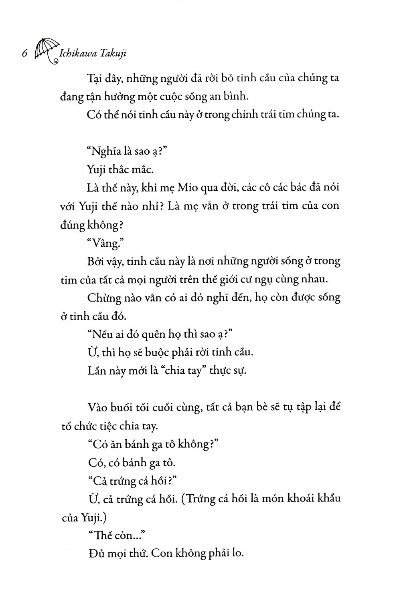 6 Ichikawa Takuji
Tại đây, những người đã rời bỏ tinh cầu của chúng ta
đang tận hưởng một cuộc sống an bình.
Có thể nói tinh cầu này ở trong chính trái tim chúng ta.
“Nghĩa là sao ạ?”
Yuji thắc mắc.
Là thế này, khi mẹ Mio qua đời, các cô các bác đã nói
với Yuji thế nào nhỉ? Là mẹ vẫn ở trong trái tim của con
đúng không?
“Vâng.”
Bởi vậy, tinh cầu này là nơi những người sống ở trong
tim của tất cả mọi người trên thế giới cư ngụ cùng nhau.
Chừng nào vẫn có ai đó nghĩ đến, họ còn được sống
ở tinh cầu đó.
“Nếu ai đó quên họ thì sao ạ?”
Ừ, thì họ sẽ buộc phải rời tinh cầu.
Lần này mới là “chia tay” thực sự.
Vào buổi tối cuối cùng, tất cả bạn bè sẽ tụ tập lại để
tổ chức tiệc chia tay.
“Có ăn bánh ga tô không?”
Có, có bánh ga tô.
“Cả trứng cá hồi?”
Ừ, cả trứng cá hồi. (Trứng cá hồi là món khoái khẩu
của Yuji.)
“Thế còn...”
Đủ mọi thứ. Con không phải lo.